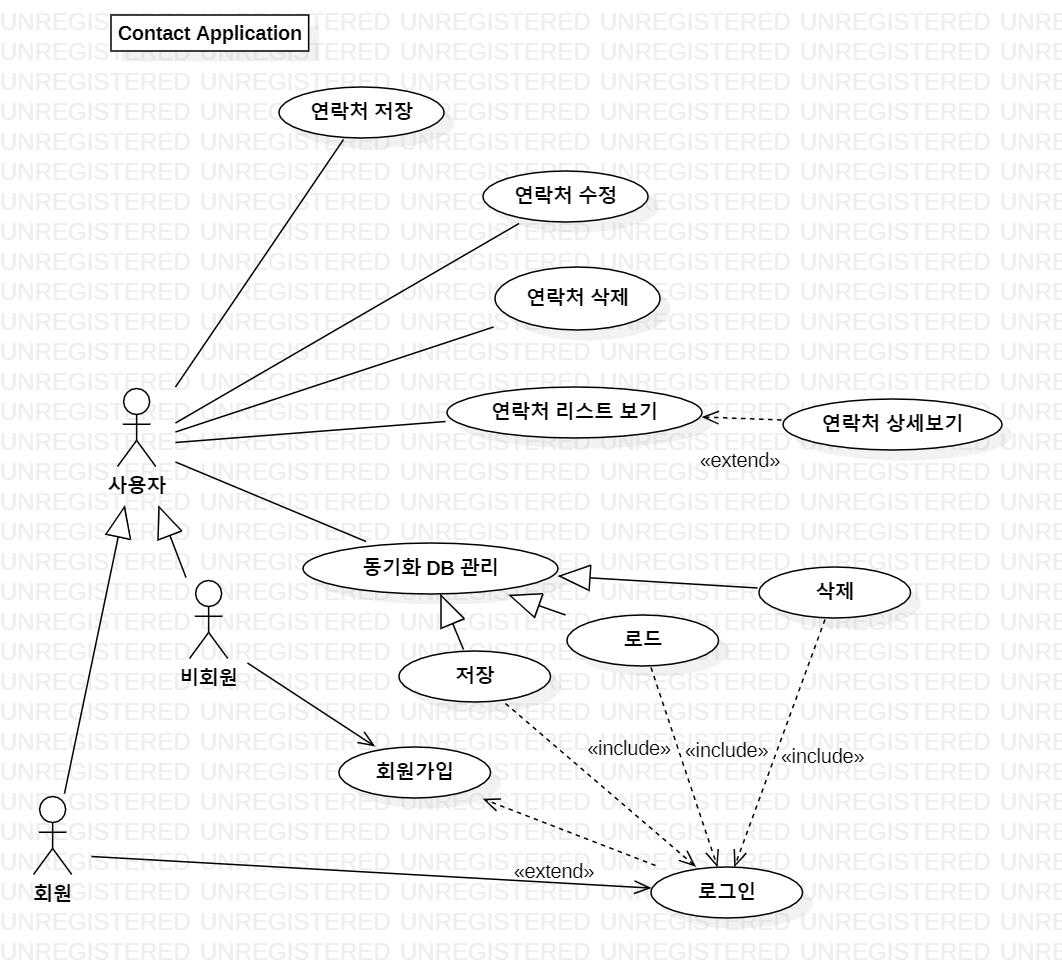 Contact Application
연락처 저장
연락처 수정
연락처 삭제
연락처 리스트 보기
연락처 상세보기
«extend»
사용자
동기화 DB 관리
삭제
로드
저장
비회원
«include»
«include»
«include»
회원가입
«extend»
회원
로그인
UNREGISTERED UNREGISTERED UNREGISTERED UNREGISTERED UNREGISTERED